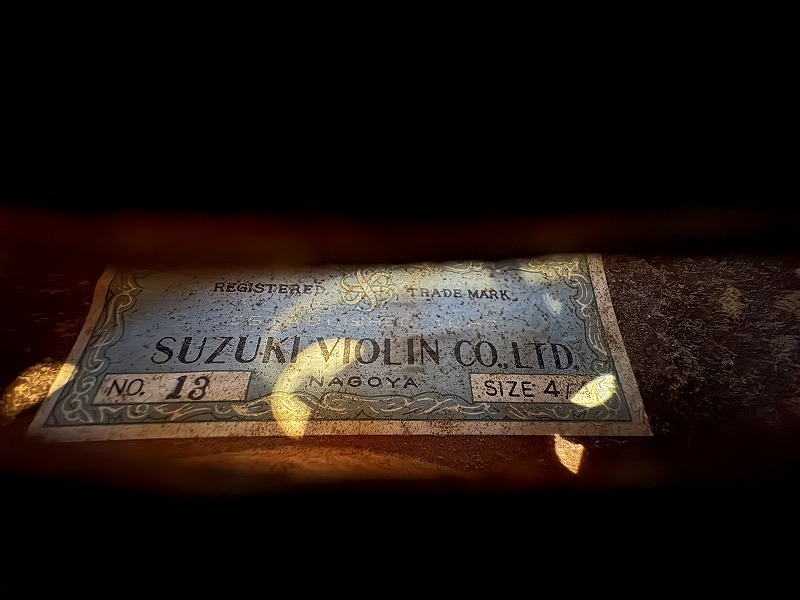 REGISTERED TRADE MARK
SUZUKI VIOLIN CO., LTD.
NAGOYA
NO. 13
SIZE 4/